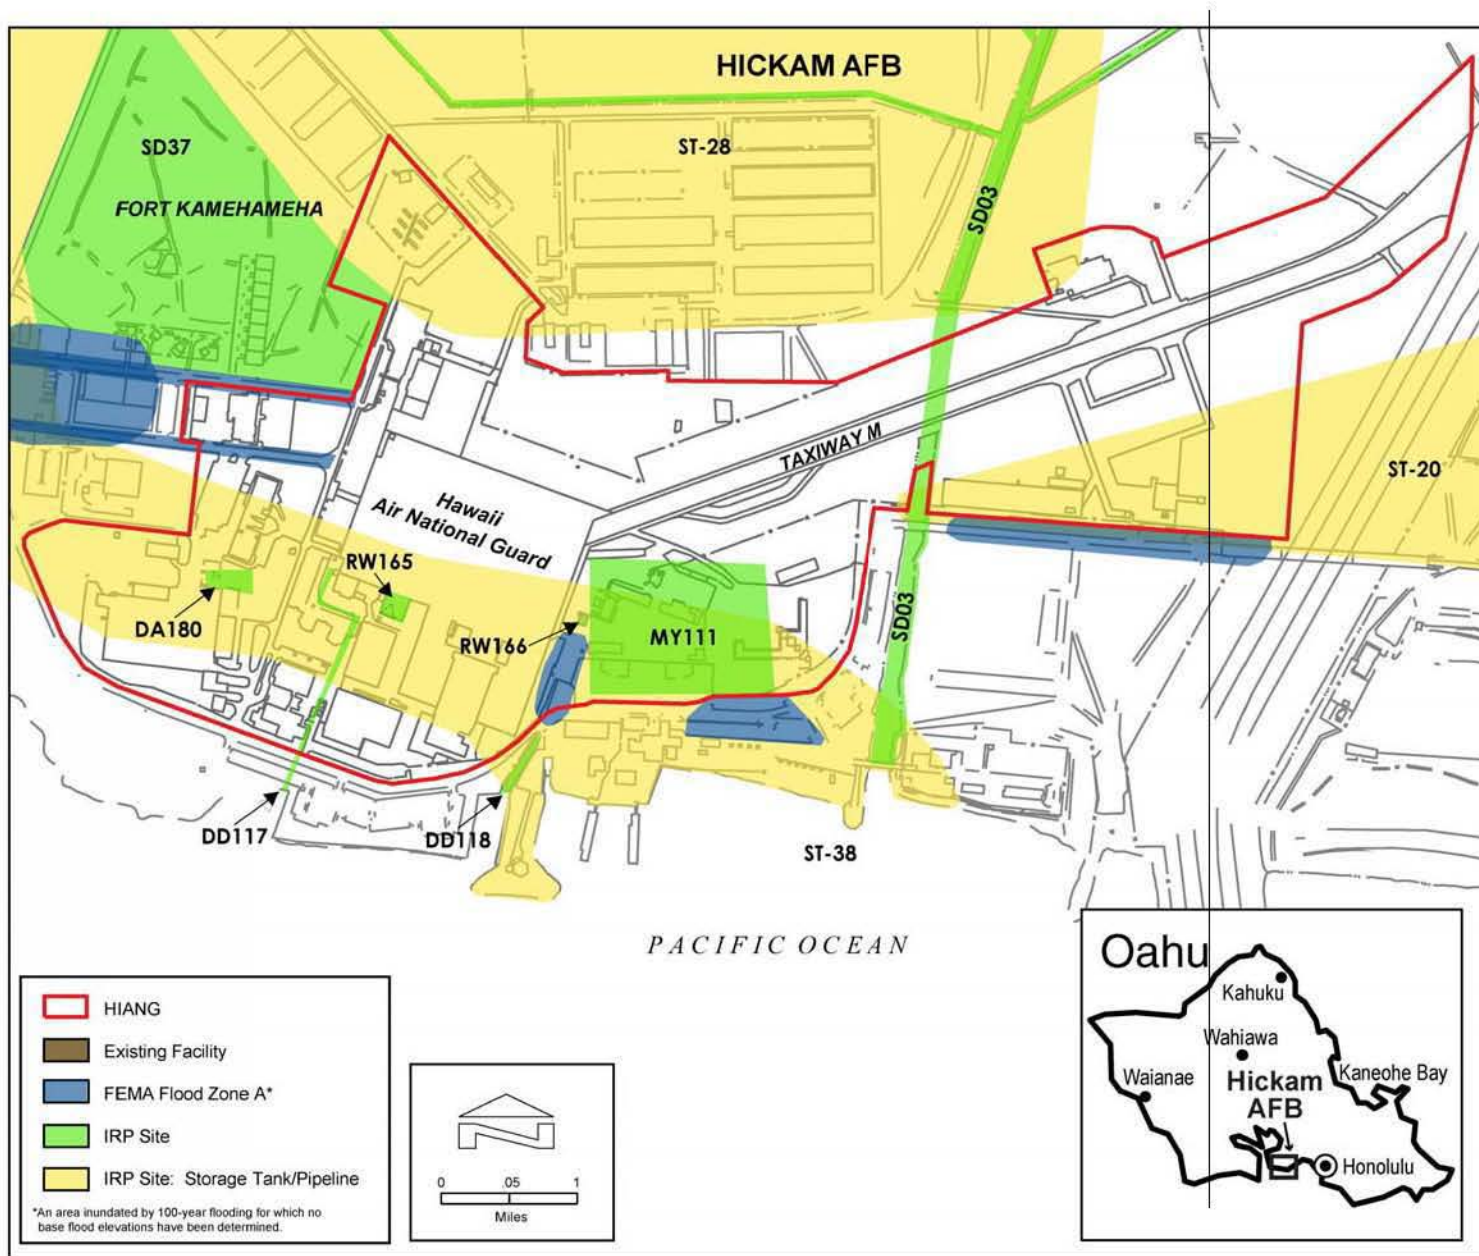 HICKAM AFB
SD37
ST-28
FORT KAMEHAMEHA
SD03
TAXIWAY M
ST-20
Hawaii
Air National Guard
RW165
DA180
RW166
MY111
SD03
DD117
DD118
ST-38
PACIFIC OCEAN
HIANG
Existing Facility
FEMA Flood Zone A*
IRP Site
IRP Site: Storage Tank/Pipeline
*An area inundated by 100-year flooding for which no
base flood elevations have been determined.
N
0 .05 1
Miles
Oahu
Kahuku
Wahiawa
Waianae
Kaneohe Bay
Hickam
AFB
Honolulu